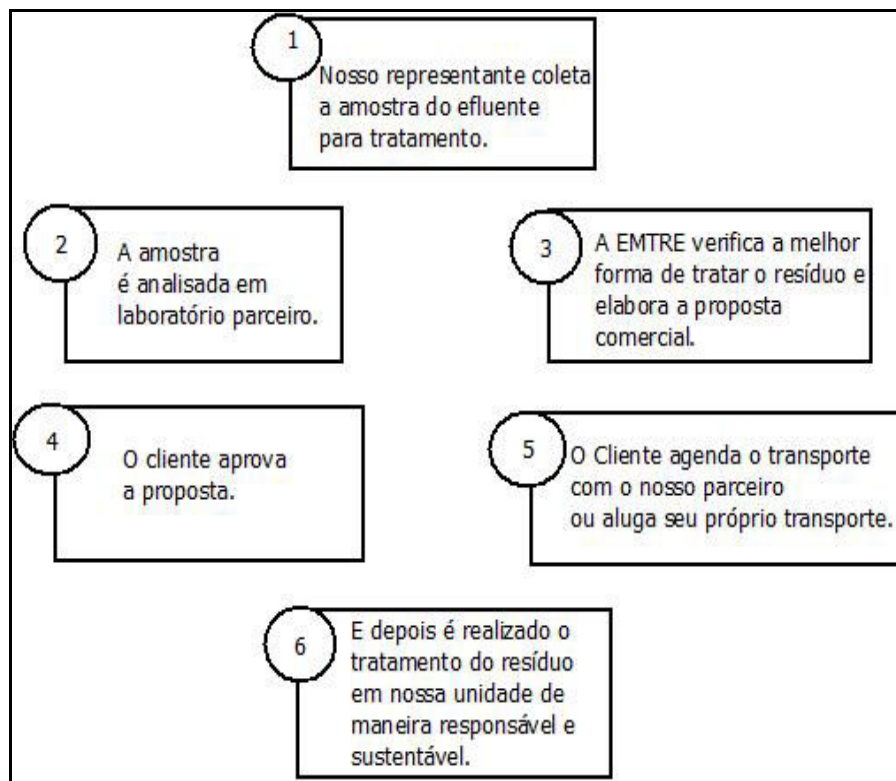 1
Nosso representante coleta
a amostra do efluente
para tratamento.
2
A amostra
é analisada em
laboratório parceiro.
3
A EMTRE verifica a melhor
forma de tratar o resíduo e
elabora a proposta
comercial.
4
O cliente aprova
a proposta.
5
O Cliente agenda o transporte
com o nosso parceiro
ou aluga seu próprio transporte.
6
E depois é realizado o
tratamento do resíduo
em nossa unidade de
maneira responsável e
sustentável.